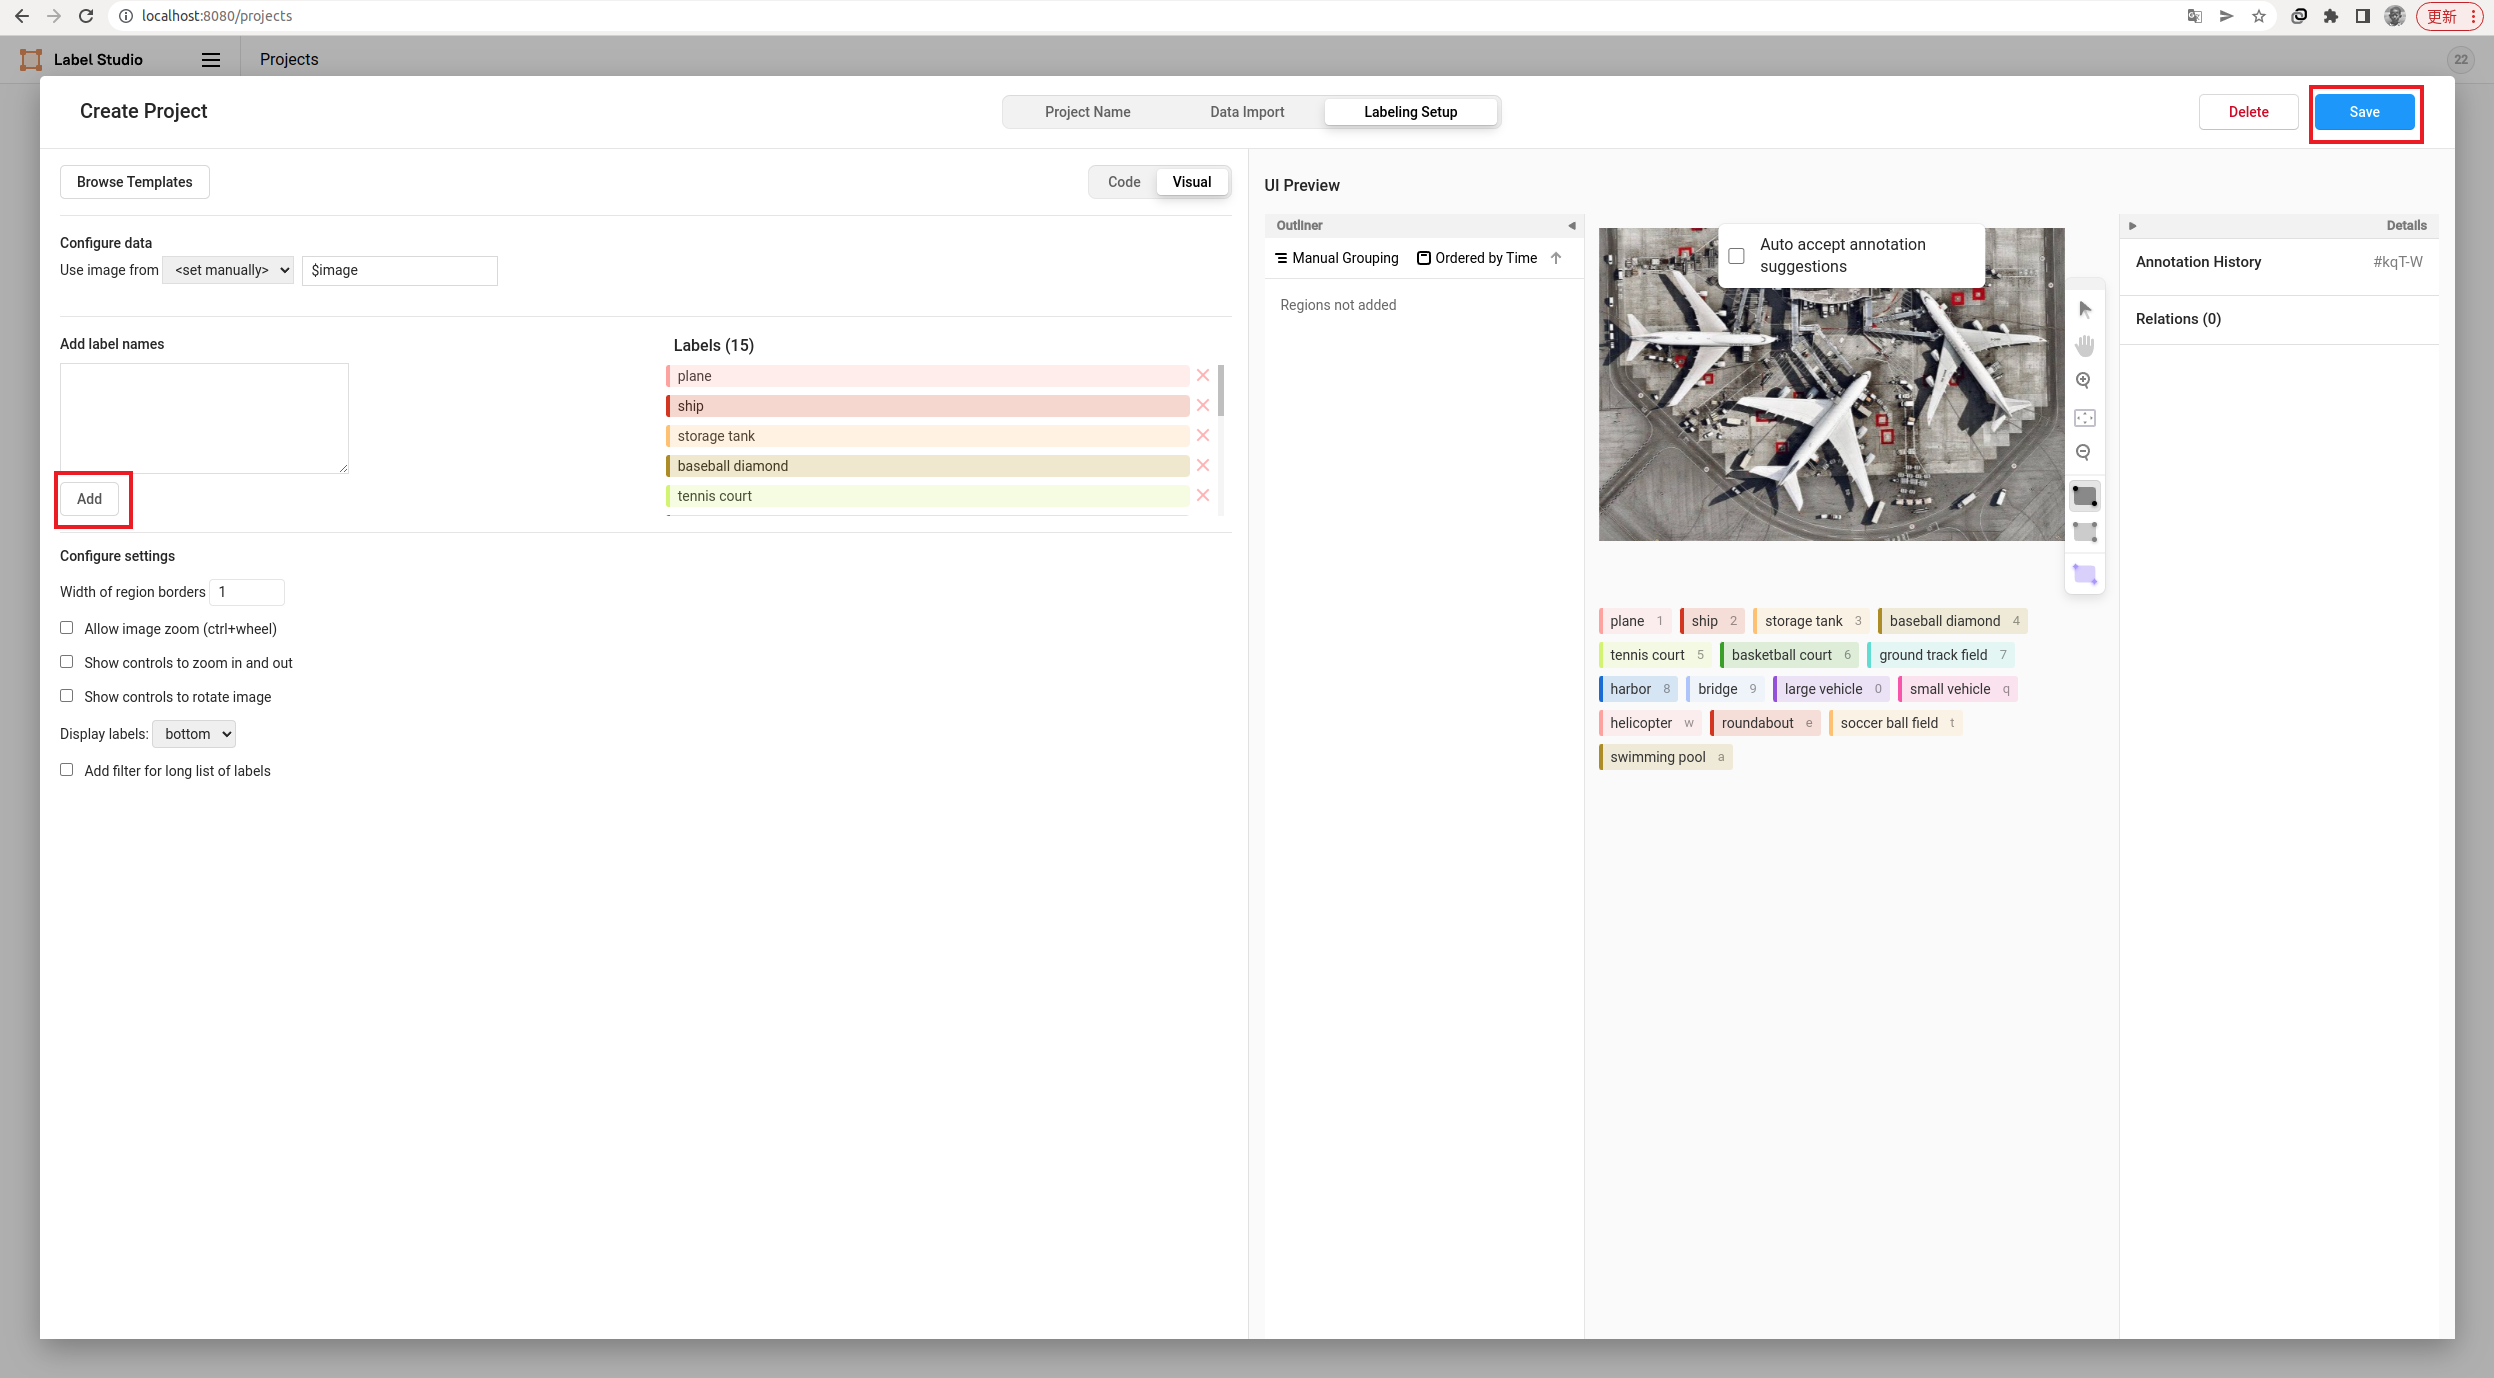 localhost:8080/projects
更新
Label Studio
Projects
22
Create Project
Project Name
Data Import
Labeling Setup
Delete
Save
Browse Templates
Code
Visual
Configure data
Use image from <set manually> $image
Add label names
Add
Labels (15)
plane
ship
storage tank
baseball diamond
tennis court
Configure settings
Width of region borders 1
Allow image zoom (ctrl+wheel)
Show controls to zoom in and out
Show controls to rotate image
Display labels: bottom
Add filter for long list of labels
UI Preview
Outliner
Manual Grouping
Ordered by Time
Regions not added
Auto accept annotation
suggestions
plane 1 ship 2 storage tank 3 baseball diamond 4
tennis court 5 basketball court 6 ground track field 7
harbor 8 bridge 9 large vehicle 0 small vehicle q
helicopter w roundabout e soccer ball field t
swimming pool a
Details
Annotation History #kqT-W
Relations (0)